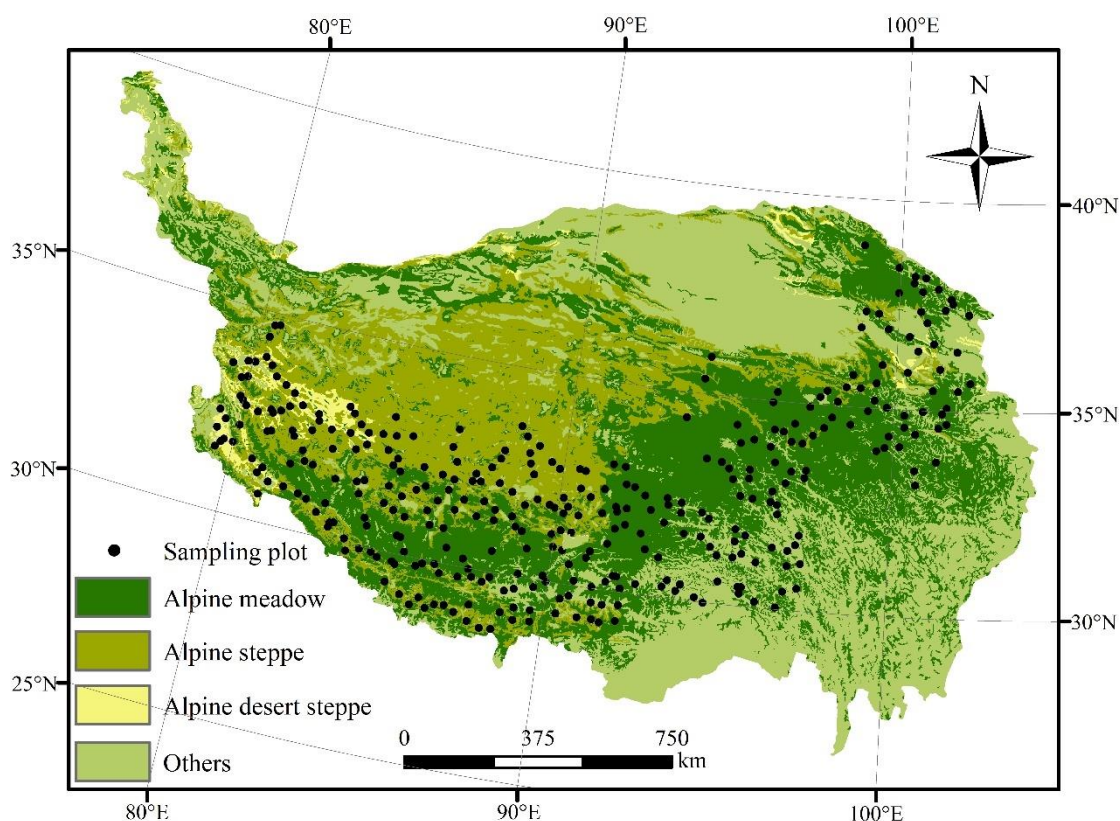 80°E 90°E 100°E
N
40°N
35°N
35°N
30°N
Sampling plot
Alpine meadow
30°N
Alpine steppe
25°N
Alpine desert steppe
0 375 750
km
Others
80°E 90°E 100°E